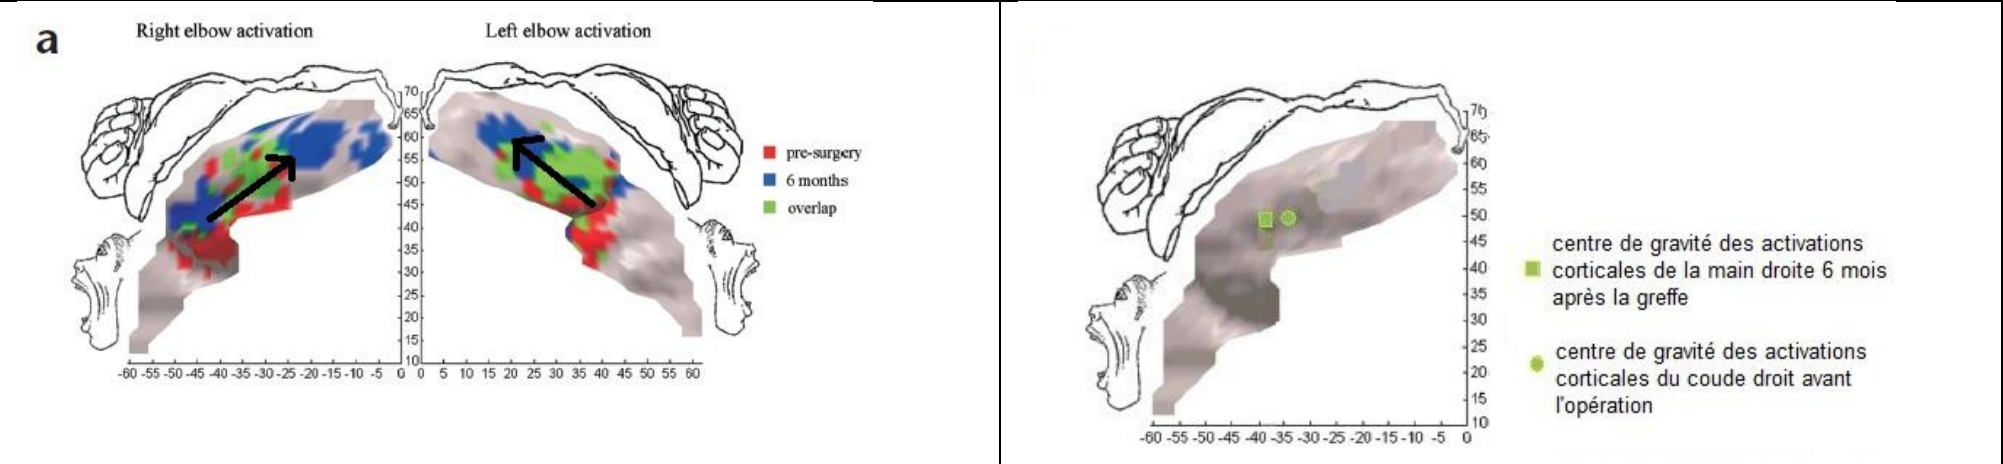 a
Right elbow activation
Left elbow activation
70
65
60
55
50
45
40
35
30
25
20
15
10
-60 -55 -50 -45 -40 -35 -30 -25 -20 -15 -10 -5 0 0 5 10 15 20 25 30 35 40 45 50 55 60
pre-surgery
6 months
overlap
70
65
60
55
50
45
40
35
30
25
20
15
10
-60 -55 -50 -45 -40 -35 -30 -25 -20 -15 -10 -5 0
centre de gravité des activations
corticales de la main droite 6 mois
après la greffe
centre de gravité des activations
corticales du coude droit avant
l'opération